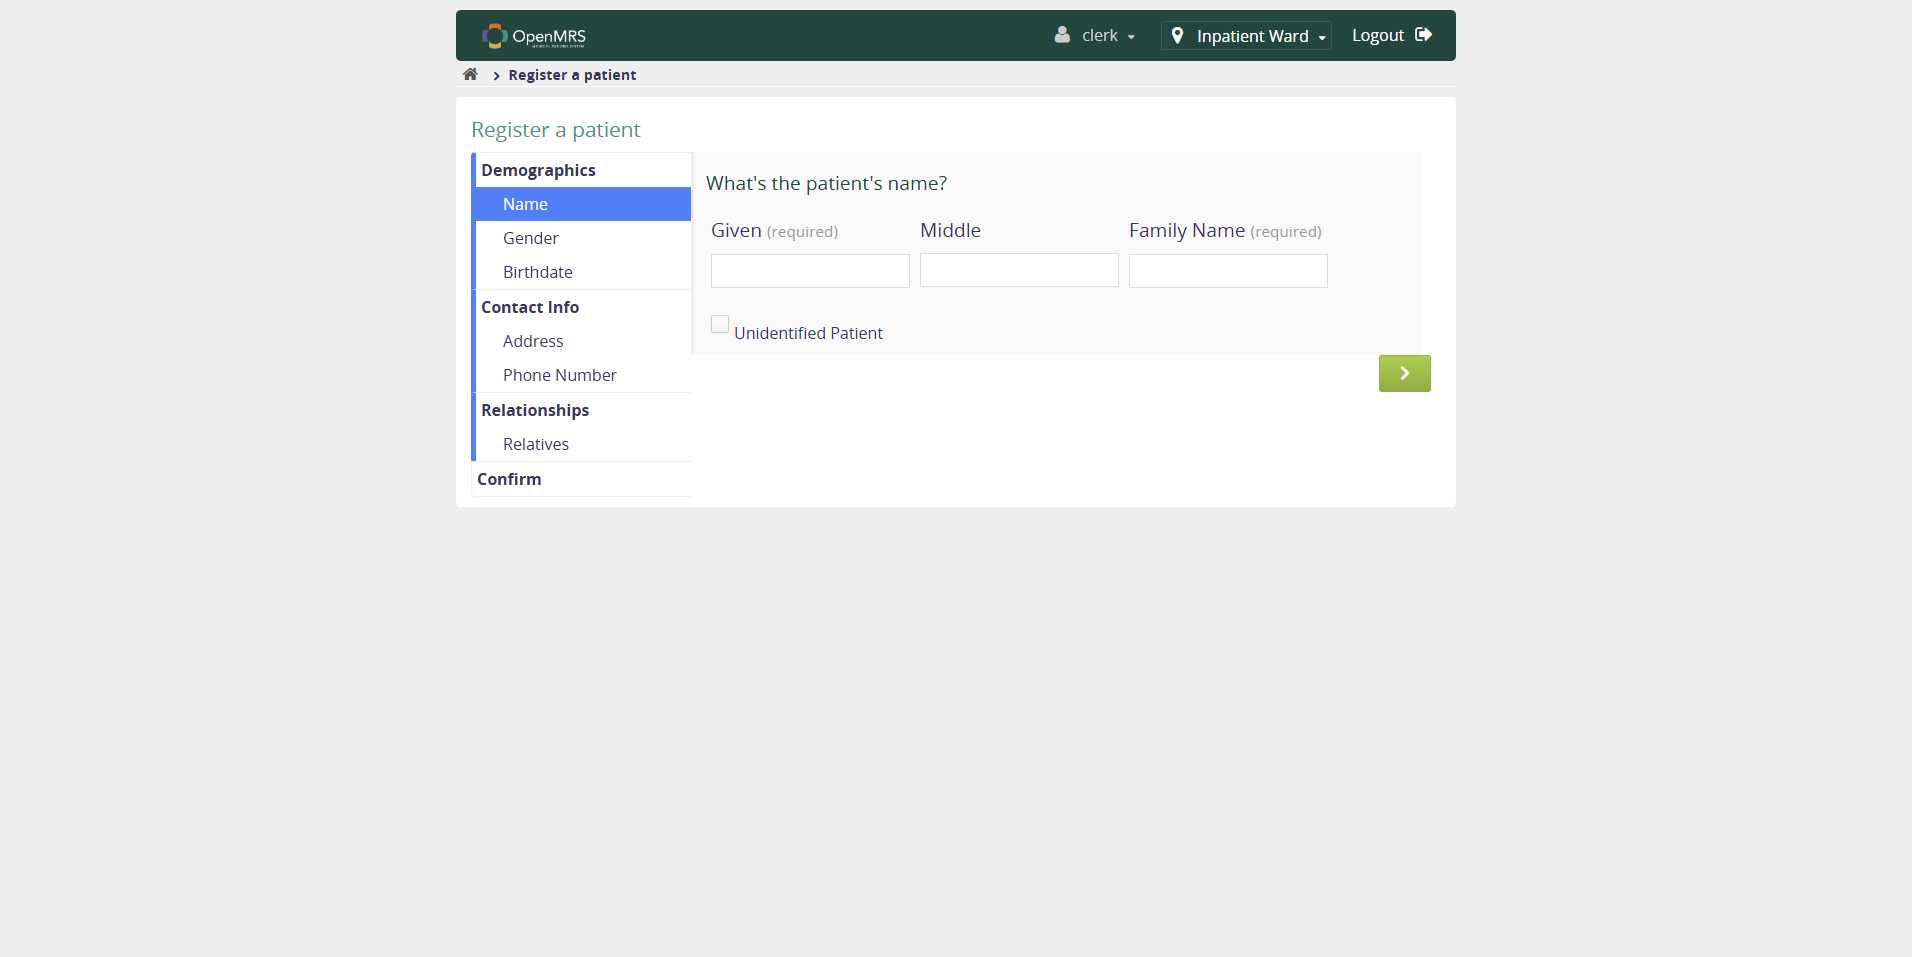 OpenMRS
clerk
Inpatient Ward
Logout
Register a patient
Register a patient
Demographics
Name
Gender
Birthdate
Contact Info
Address
Phone Number
Relationships
Relatives
Confirm
What's the patient's name?
Given (required)
Middle
Family Name (required)
Unidentified Patient